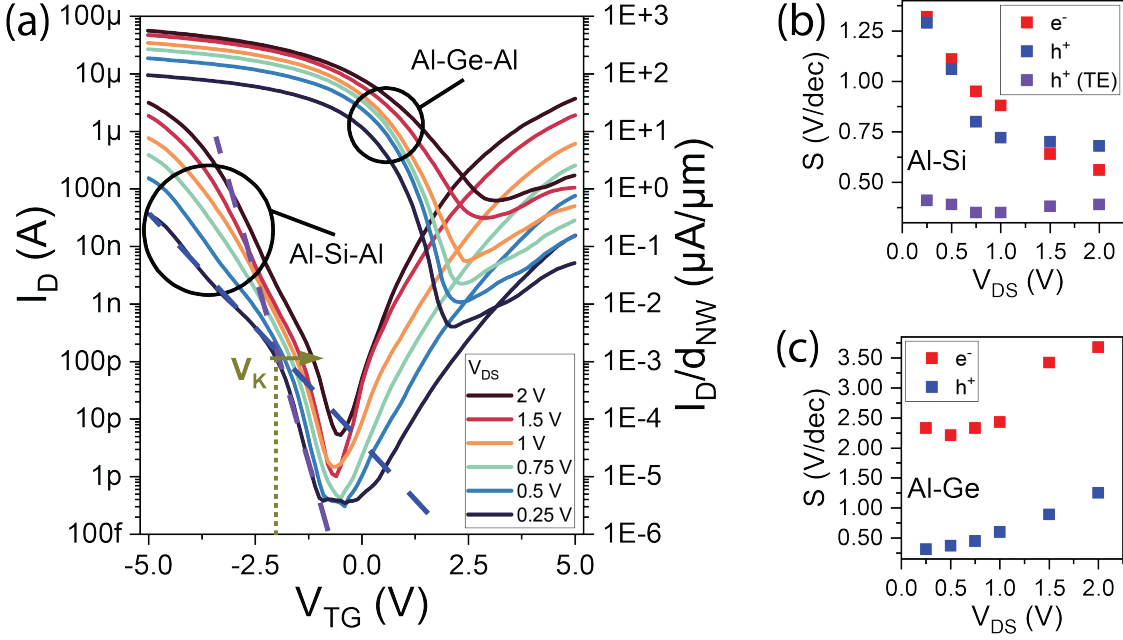 (a)
100μ
10μ
1μ
100n
10n
1n
100p
10p
1p
100f
I_D (A)
-5.0
-2.5
0.0
2.5
5.0
V_TG (V)
1E+3
1E+2
1E+1
1E+0
1E-1
1E-2
1E-3
1E-4
1E-5
1E-6
I_D/d_NW (μA/μm)
Al-Ge-Al
Al-Si-Al
V_K
V_DS
2 V
1.5 V
1 V
0.75 V
0.5 V
0.25 V
(b)
1.25
1.00
0.75
0.50
S (V/dec)
e⁻
h⁺
h⁺ (TE)
Al-Si
0.0
0.5
1.0
1.5
2.0
V_DS (V)
(c)
3.50
3.00
2.50
2.00
1.50
1.00
0.50
S (V/dec)
e⁻
h⁺
Al-Ge
0.0
0.5
1.0
1.5
2.0
V_DS (V)